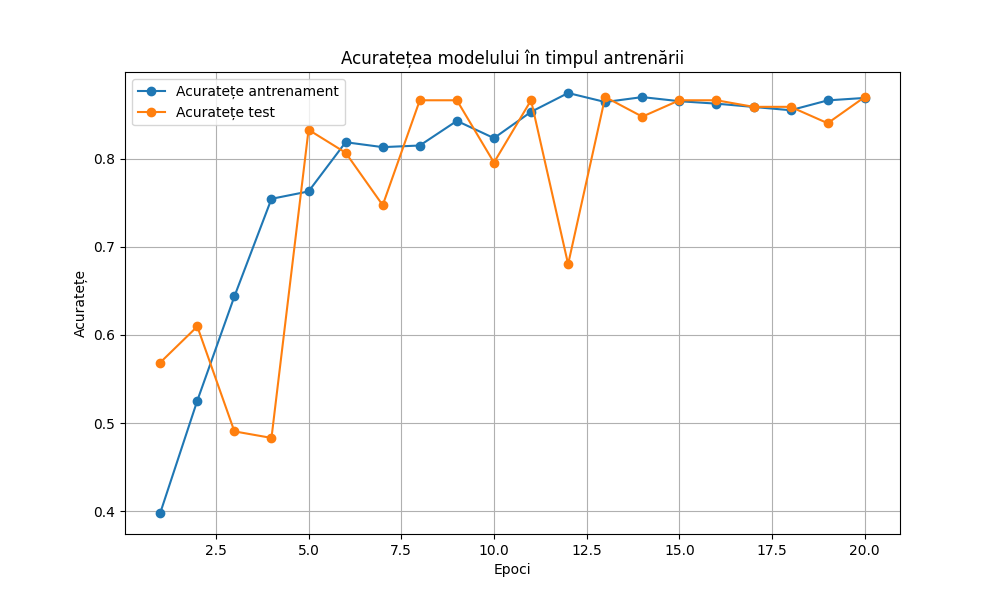 Acuratețea modelului în timpul antrenării
Acuratețe antrenament
Acuratețe test
Acuratețe
0.8
0.7
0.6
0.5
0.4
2.5 5.0 7.5 10.0 12.5 15.0 17.5 20.0
Epoci